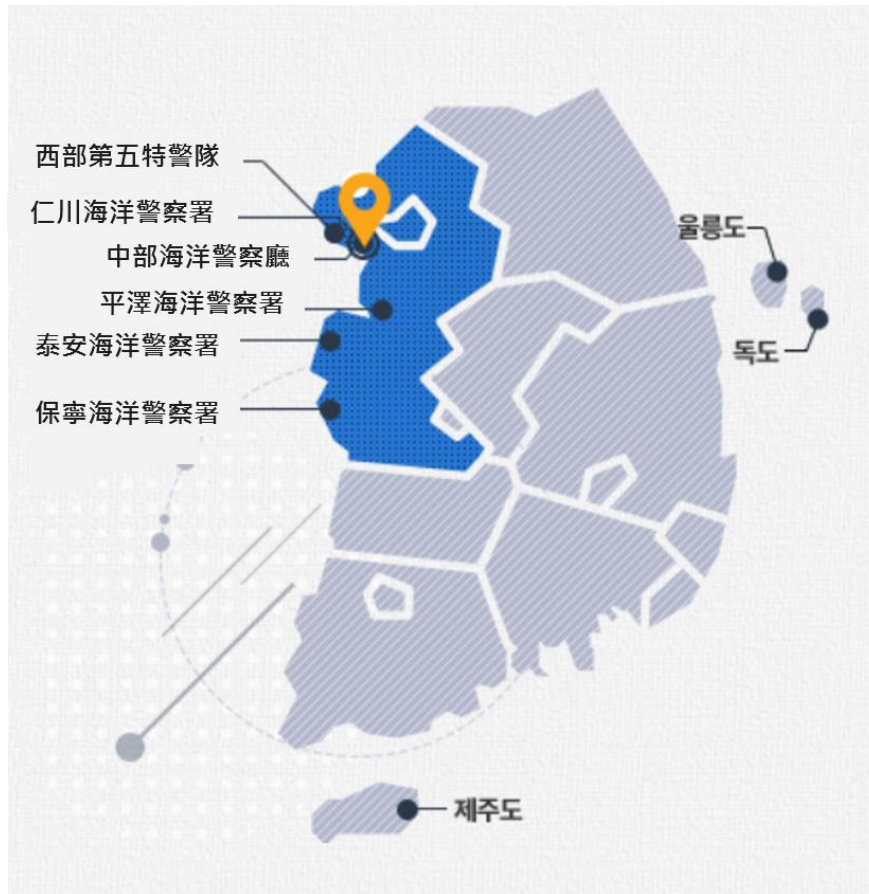 西部第五特警隊
仁川海洋警察署
中部海洋警察廳
平澤海洋警察署
泰安海洋警察署
保寧海洋警察署
울릉도
독도
제주도